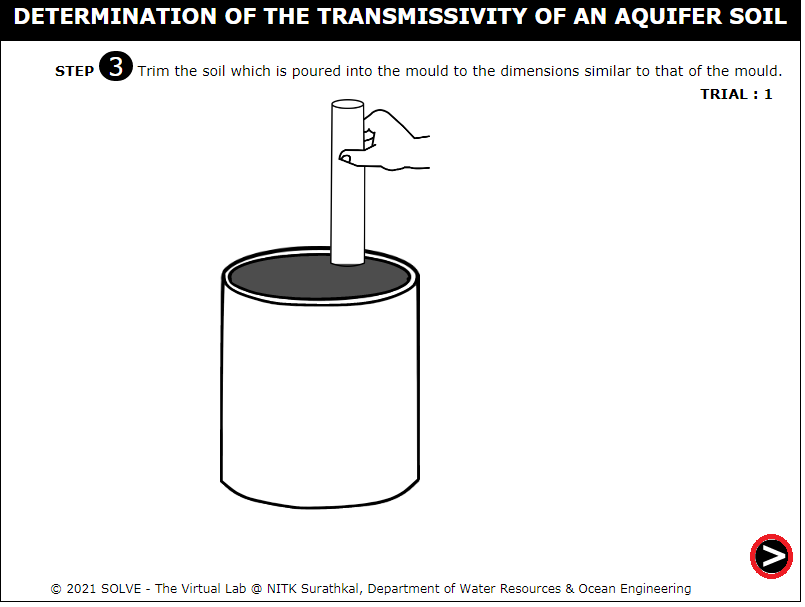 DETERMINATION OF THE TRANSMISSIVITY OF AN AQUIFER SOIL
STEP 3 Trim the soil which is poured into the mould to the dimensions similar to that of the mould.
TRIAL : 1
>
© 2021 SOLVE - The Virtual Lab @ NITK Surathkal, Department of Water Resources & Ocean Engineering